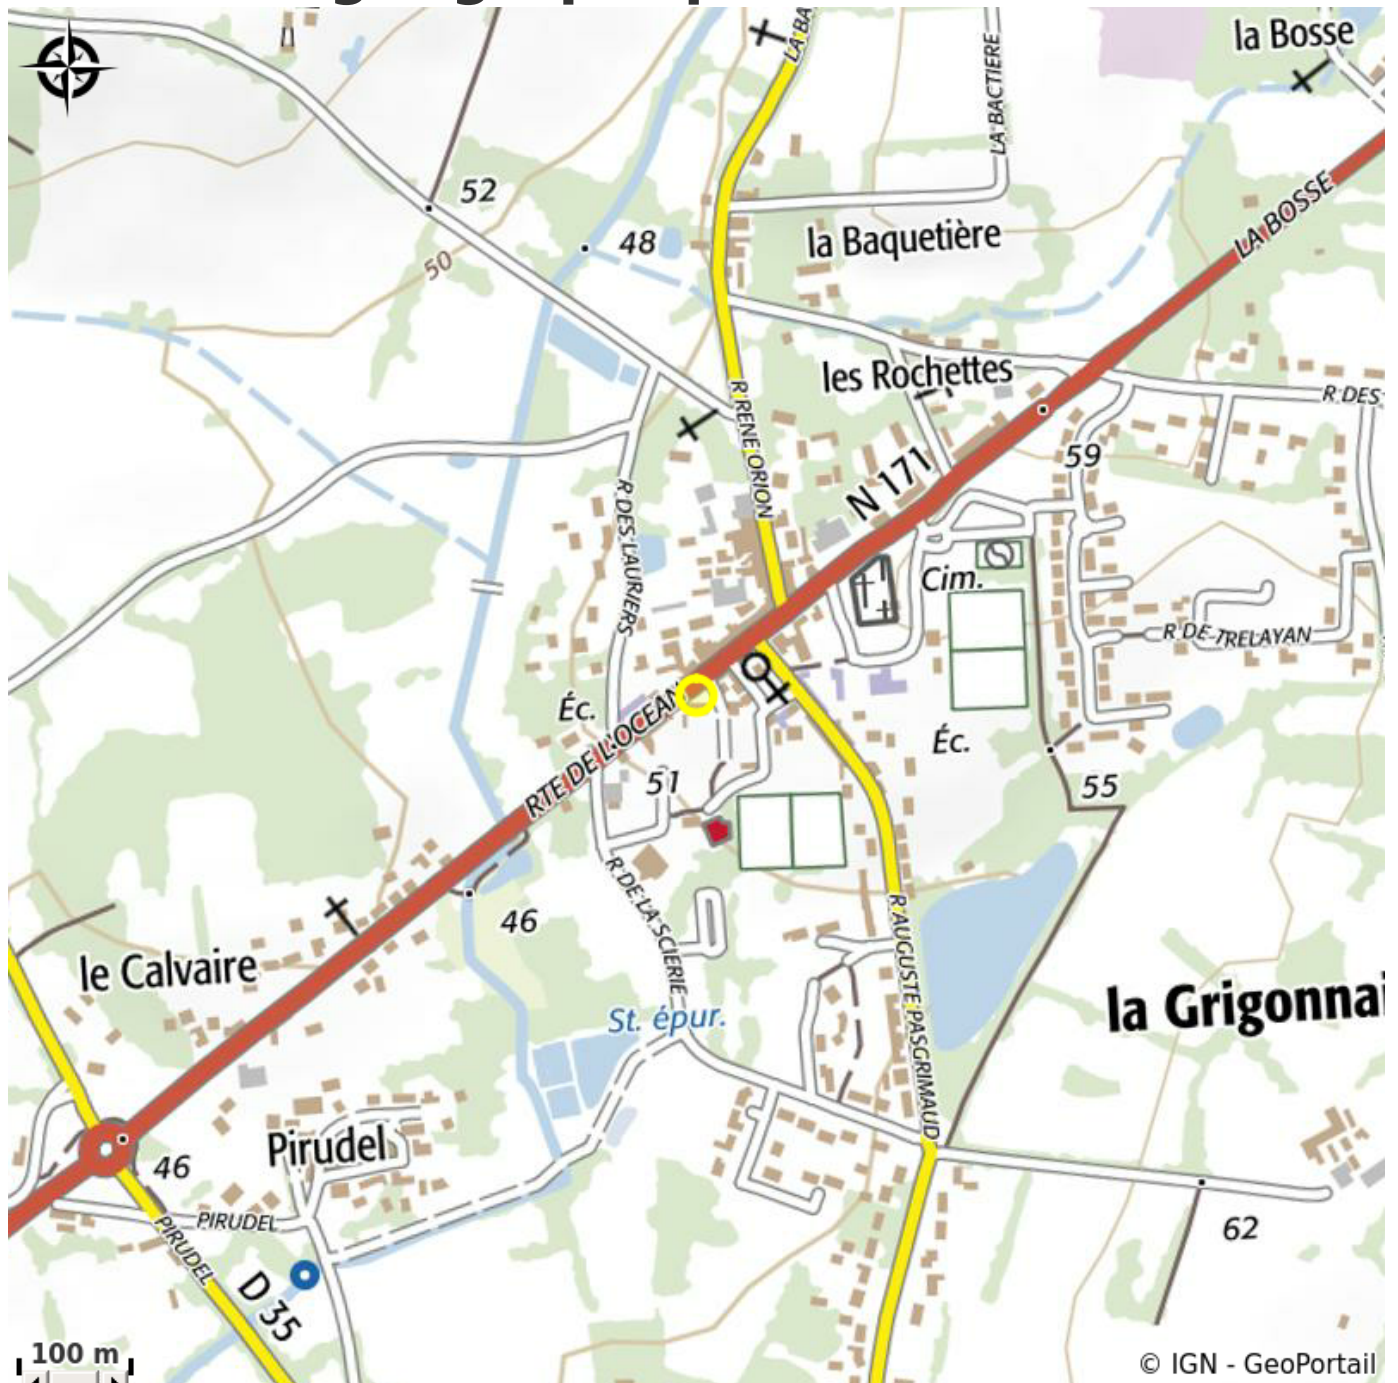 LA BA
la Bosse
LA BACTIERE
52
48
50
la Baquetière
LA BOSSE
les Rochettes
R DES
R RENE ORION
59
N 171
R DES LAURIERS
Cim.
R DE TRELAYAN
Éc.
RTE DE L'OCEAN
Éc.
51
55
R DE LA SCIERIE
46
R AUGUSTE PASGRIMAUD
le Calvaire
la Grigonnai
St. épur.
Pirudel
46
PIRUDEL
PIRUDEL
62
D 35
100 m
© IGN - GeoPortail